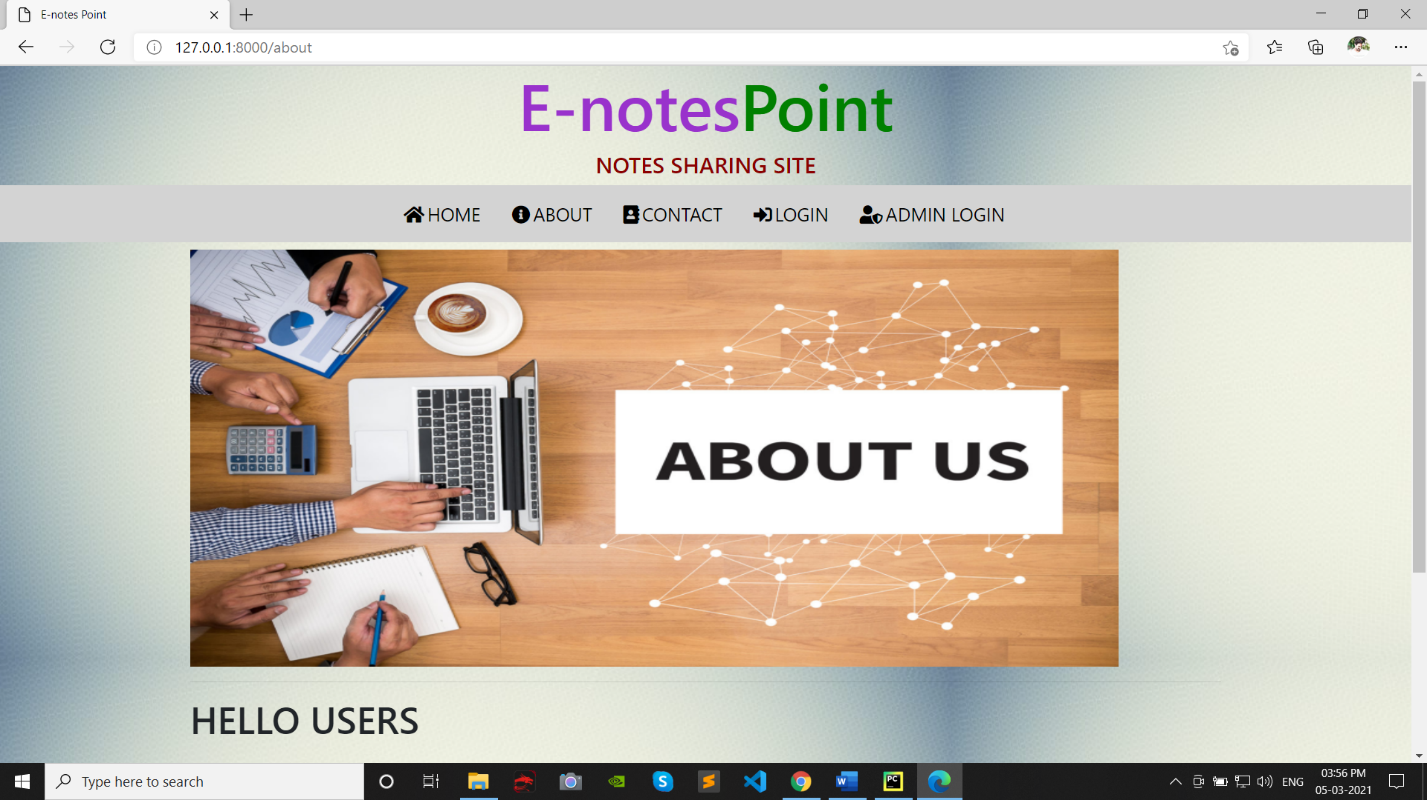 E-notes Point
127.0.0.1:8000/about
E-notesPoint
NOTES SHARING SITE
HOME ABOUT CONTACT LOGIN ADMIN LOGIN
ABOUT US
HELLO USERS
Type here to search
PC
ENG
03:56 PM
05-03-2021